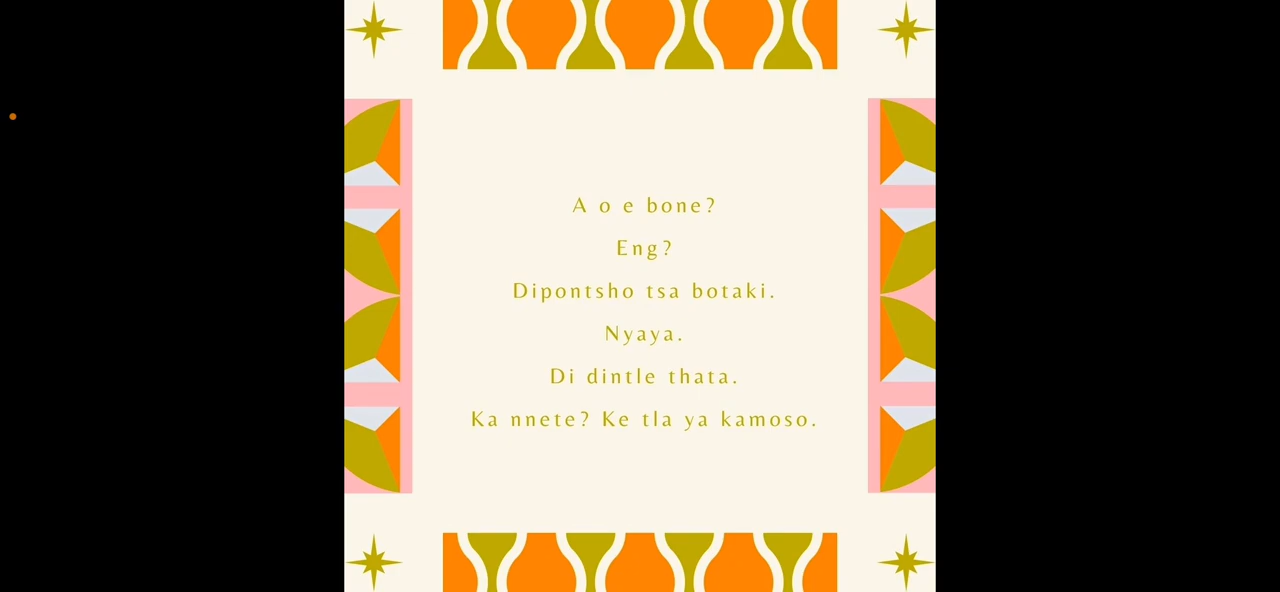 A o e bone?
Eng?
Dipontsho tsa botaki.
Nyaya.
Di dintle thata.
Ka nnete? Ke tla ya kamoso.